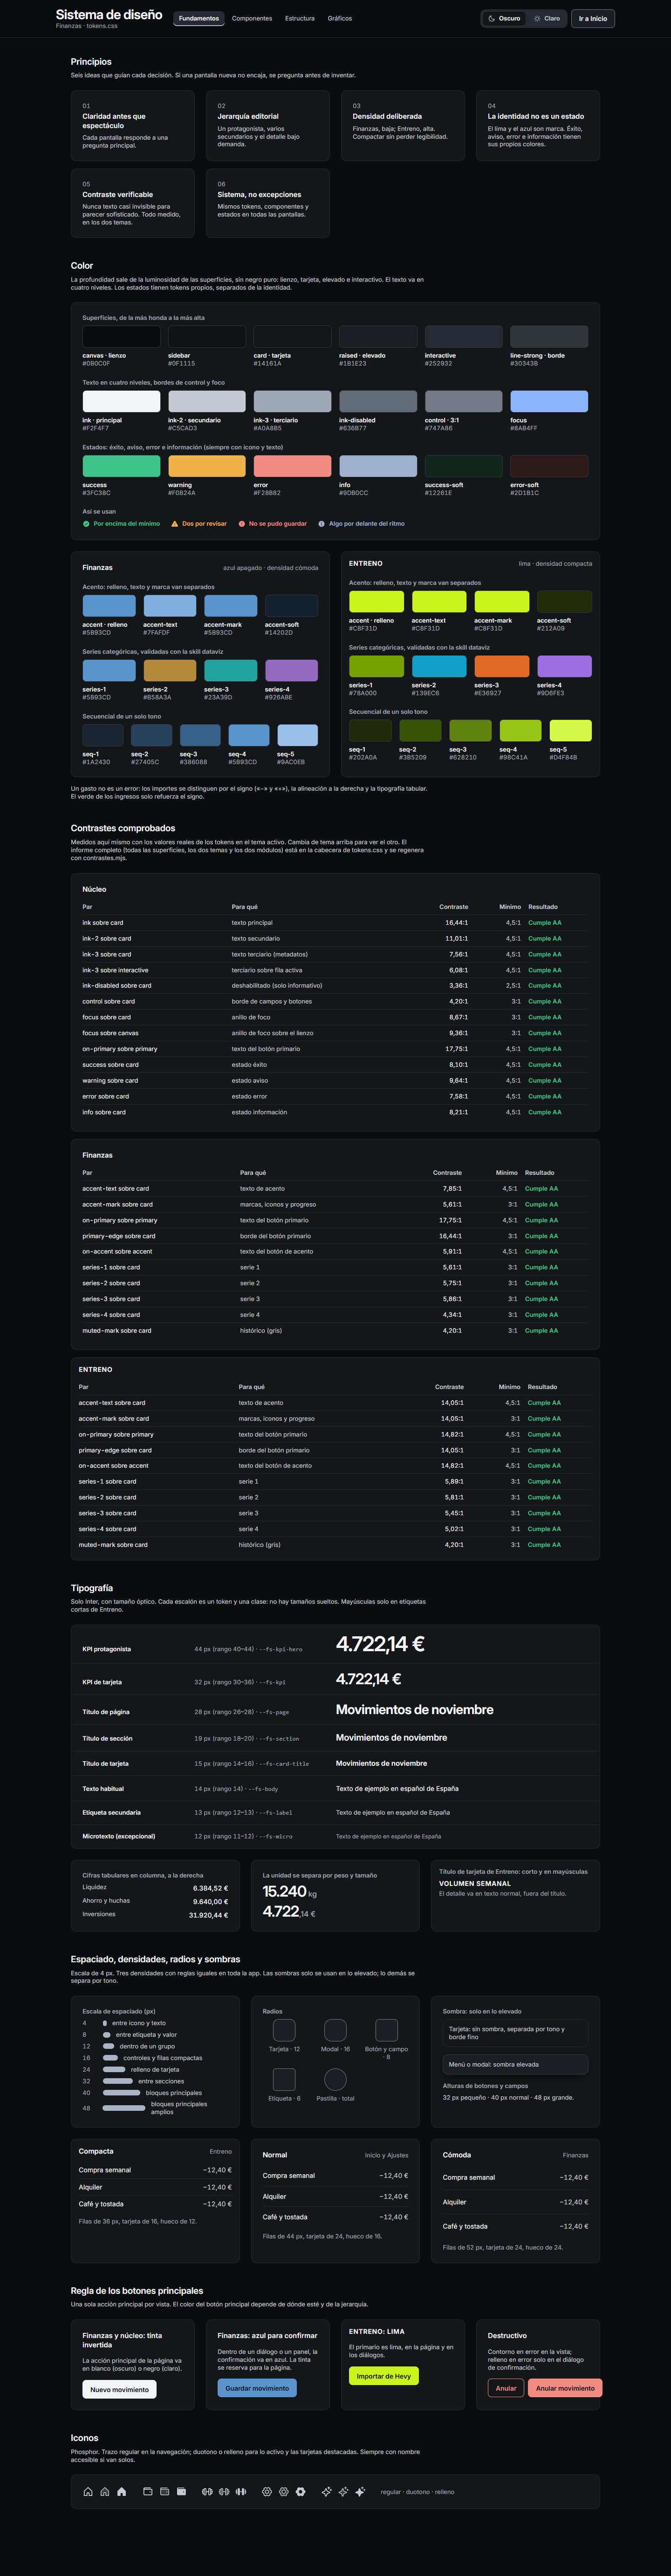 Sistema de diseño
Finanzas · tokens.css
Fundamentos
Componentes
Estructura
Gráficos
Oscuro
Claro
Ir a Inicio
Principios
Seis ideas que guían cada decisión. Si una pantalla nueva no encaja, se pregunta antes de inventar.
01
Claridad antes que
espectáculo
Cada pantalla responde a una
pregunta principal.
02
Jerarquía editorial
Un protagonista, varios
secundarios y el detalle bajo
demanda.
03
Densidad deliberada
Finanzas, baja; Entreno, alta.
Compactar sin perder legibilidad.
04
La identidad no es un estado
El lima y el azul son marca. Éxito,
aviso, error e información tienen
sus propios colores.
05
Contraste verificable
Nunca texto casi invisible para
parecer sofisticado. Todo medido,
en los dos temas.
06
Sistema, no excepciones
Mismos tokens, componentes y
estados en todas las pantallas.
Color
La profundidad sale de la luminosidad de las superficies, sin negro puro: lienzo, tarjeta, elevado e interactivo. El texto va en
cuatro niveles. Los estados tienen tokens propios, separados de la identidad.
Superficies, de la más honda a la más alta
canvas · lienzo
#0B0C0F
sidebar
#0F1115
card · tarjeta
#14161A
raised · elevado
#1B1E23
interactive
#252932
line-strong · borde
#30343B
Texto en cuatro niveles, bordes de control y foco
ink · principal
#F2F4F7
ink-2 · secundario
#C5CAD3
ink-3 · terciario
#A0A8B5
ink-disabled
#636B77
control · 3:1
#747A86
focus
#8AB4FF
Estados: éxito, aviso, error e información (siempre con icono y texto)
success
#3FC38C
warning
#F0B24A
error
#F28B82
info
#9DB0CC
success-soft
#12261E
error-soft
#2D1B1C
Así se usan
Por encima del mínimo
Dos por revisar
No se pudo guardar
Algo por delante del ritmo
Finanzas
azul apagado · densidad cómoda
Acento: relleno, texto y marca van separados
accent · relleno
#5B93CD
accent-text
#7FAFDF
accent-mark
#5B93CD
accent-soft
#14202D
Series categóricas, validadas con la skill dataviz
series-1
#5B93CD
series-2
#B58A3A
series-3
#23A39D
series-4
#926ABE
Secuencial de un solo tono
seq-1
#1A2430
seq-2
#27405C
seq-3
#386088
seq-4
#5B93CD
seq-5
#9AC0EB
ENTRENO
lima · densidad compacta
Acento: relleno, texto y marca van separados
accent · relleno
#C8F31D
accent-text
#C8F31D
accent-mark
#C8F31D
accent-soft
#212A09
Series categóricas, validadas con la skill dataviz
series-1
#78A000
series-2
#139EC6
series-3
#E36927
series-4
#9D6FE3
Secuencial de un solo tono
seq-1
#202A0A
seq-2
#3B5209
seq-3
#628210
seq-4
#98C41A
seq-5
#D4F84B
Un gasto no es un error: los importes se distinguen por el signo («−» y «+»), la alineación a la derecha y la tipografía tabular.
El verde de los ingresos solo refuerza el signo.
Contrastes comprobados
Medidos aquí mismo con los valores reales de los tokens en el tema activo. Cambia de tema arriba para ver el otro. El
informe completo (todas las superficies, los dos temas y los dos módulos) está en la cabecera de tokens.css y se regenera
con contrastes.mjs.
Núcleo
Par Para qué Contraste Mínimo Resultado
ink sobre card texto principal 16,44:1 4,5:1 Cumple AA
ink-2 sobre card texto secundario 11,01:1 4,5:1 Cumple AA
ink-3 sobre card texto terciario (metadatos) 7,56:1 4,5:1 Cumple AA
ink-3 sobre interactive terciario sobre fila activa 6,08:1 4,5:1 Cumple AA
ink-disabled sobre card deshabilitado (solo informativo) 3,36:1 2,5:1 Cumple AA
control sobre card borde de campos y botones 4,20:1 3:1 Cumple AA
focus sobre card anillo de foco 8,67:1 3:1 Cumple AA
focus sobre canvas anillo de foco sobre el lienzo 9,36:1 3:1 Cumple AA
on-primary sobre primary texto del botón primario 17,75:1 4,5:1 Cumple AA
success sobre card estado éxito 8,10:1 4,5:1 Cumple AA
warning sobre card estado aviso 9,64:1 4,5:1 Cumple AA
error sobre card estado error 7,58:1 4,5:1 Cumple AA
info sobre card estado información 8,21:1 4,5:1 Cumple AA
Finanzas
Par Para qué Contraste Mínimo Resultado
accent-text sobre card texto de acento 7,85:1 4,5:1 Cumple AA
accent-mark sobre card marcas, iconos y progreso 5,61:1 3:1 Cumple AA
on-primary sobre primary texto del botón primario 17,75:1 4,5:1 Cumple AA
primary-edge sobre card borde del botón primario 16,44:1 3:1 Cumple AA
on-accent sobre accent texto del botón de acento 5,91:1 4,5:1 Cumple AA
series-1 sobre card serie 1 5,61:1 3:1 Cumple AA
series-2 sobre card serie 2 5,75:1 3:1 Cumple AA
series-3 sobre card serie 3 5,86:1 3:1 Cumple AA
series-4 sobre card serie 4 4,34:1 3:1 Cumple AA
muted-mark sobre card histórico (gris) 4,20:1 3:1 Cumple AA
ENTRENO
Par Para qué Contraste Mínimo Resultado
accent-text sobre card texto de acento 14,05:1 4,5:1 Cumple AA
accent-mark sobre card marcas, iconos y progreso 14,05:1 3:1 Cumple AA
on-primary sobre primary texto del botón primario 14,82:1 4,5:1 Cumple AA
primary-edge sobre card borde del botón primario 14,05:1 3:1 Cumple AA
on-accent sobre accent texto del botón de acento 14,82:1 4,5:1 Cumple AA
series-1 sobre card serie 1 5,89:1 3:1 Cumple AA
series-2 sobre card serie 2 5,81:1 3:1 Cumple AA
series-3 sobre card serie 3 5,45:1 3:1 Cumple AA
series-4 sobre card serie 4 5,02:1 3:1 Cumple AA
muted-mark sobre card histórico (gris) 4,20:1 3:1 Cumple AA
Tipografía
Solo Inter, con tamaño óptico. Cada escalón es un token y una clase: no hay tamaños sueltos. Mayúsculas solo en etiquetas
cortas de Entreno.
KPI protagonista 44 px (rango 40–44) · --fs-kpi-hero 4.722,14 €
KPI de tarjeta 32 px (rango 30–36) · --fs-kpi 4.722,14 €
Título de página 28 px (rango 26–28) · --fs-page Movimientos de noviembre
Título de sección 19 px (rango 18–20) · --fs-section Movimientos de noviembre
Título de tarjeta 15 px (rango 14–16) · --fs-card-title Movimientos de noviembre
Texto habitual 14 px (rango 14) · --fs-body Texto de ejemplo en español de España
Etiqueta secundaria 13 px (rango 12–13) · --fs-label Texto de ejemplo en español de España
Microtexto (excepcional) 12 px (rango 11–12) · --fs-micro Texto de ejemplo en español de España
Cifras tabulares en columna, a la derecha
Liquidez 6.384,52 €
Ahorro y huchas 9.640,00 €
Inversiones 31.920,44 €
La unidad se separa por peso y tamaño
15.240 kg
4.722,14 €
Título de tarjeta de Entreno: corto y en mayúsculas
VOLUMEN SEMANAL
El detalle va en texto normal, fuera del título.
Espaciado, densidades, radios y sombras
Escala de 4 px. Tres densidades con reglas iguales en toda la app. Las sombras solo se usan en lo elevado; lo demás se
separa por tono.
Escala de espaciado (px)
4 entre icono y texto
8 entre etiqueta y valor
12 dentro de un grupo
16 controles y filas compactas
24 relleno de tarjeta
32 entre secciones
40 bloques principales
48 bloques principales
amplios
Radios
Tarjeta · 12
Modal · 16
Botón y campo
· 8
Etiqueta · 6
Pastilla · total
Sombra: solo en lo elevado
Tarjeta: sin sombra, separada por tono y
borde fino
Menú o modal: sombra elevada
Alturas de botones y campos
32 px pequeño · 40 px normal · 48 px grande.
Compacta Entreno
Compra semanal −12,40 €
Alquiler −12,40 €
Café y tostada −12,40 €
Filas de 36 px, tarjeta de 16, hueco de 12.
Normal Inicio y Ajustes
Compra semanal −12,40 €
Alquiler −12,40 €
Café y tostada −12,40 €
Filas de 44 px, tarjeta de 24, hueco de 16.
Cómoda Finanzas
Compra semanal −12,40 €
Alquiler −12,40 €
Café y tostada −12,40 €
Filas de 52 px, tarjeta de 24, hueco de 24.
Regla de los botones principales
Una sola acción principal por vista. El color del botón principal depende de dónde esté y de la jerarquía.
Finanzas y núcleo: tinta
invertida
La acción principal de la página va
en blanco (oscuro) o negro (claro).
Nuevo movimiento
Finanzas: azul para confirmar
Dentro de un diálogo o un panel, la
confirmación va en azul. La tinta
se reserva para la página.
Guardar movimiento
ENTRENO: LIMA
El primario es lima, en la página y en
los diálogos.
Importar de Hevy
Destructivo
Contorno en error en la vista;
relleno en error solo en el diálogo
de confirmación.
Anular
Anular movimiento
Iconos
Phosphor. Trazo regular en la navegación; duotono o relleno para lo activo y las tarjetas destacadas. Siempre con nombre
accesible si van solos.
regular · duotono · relleno